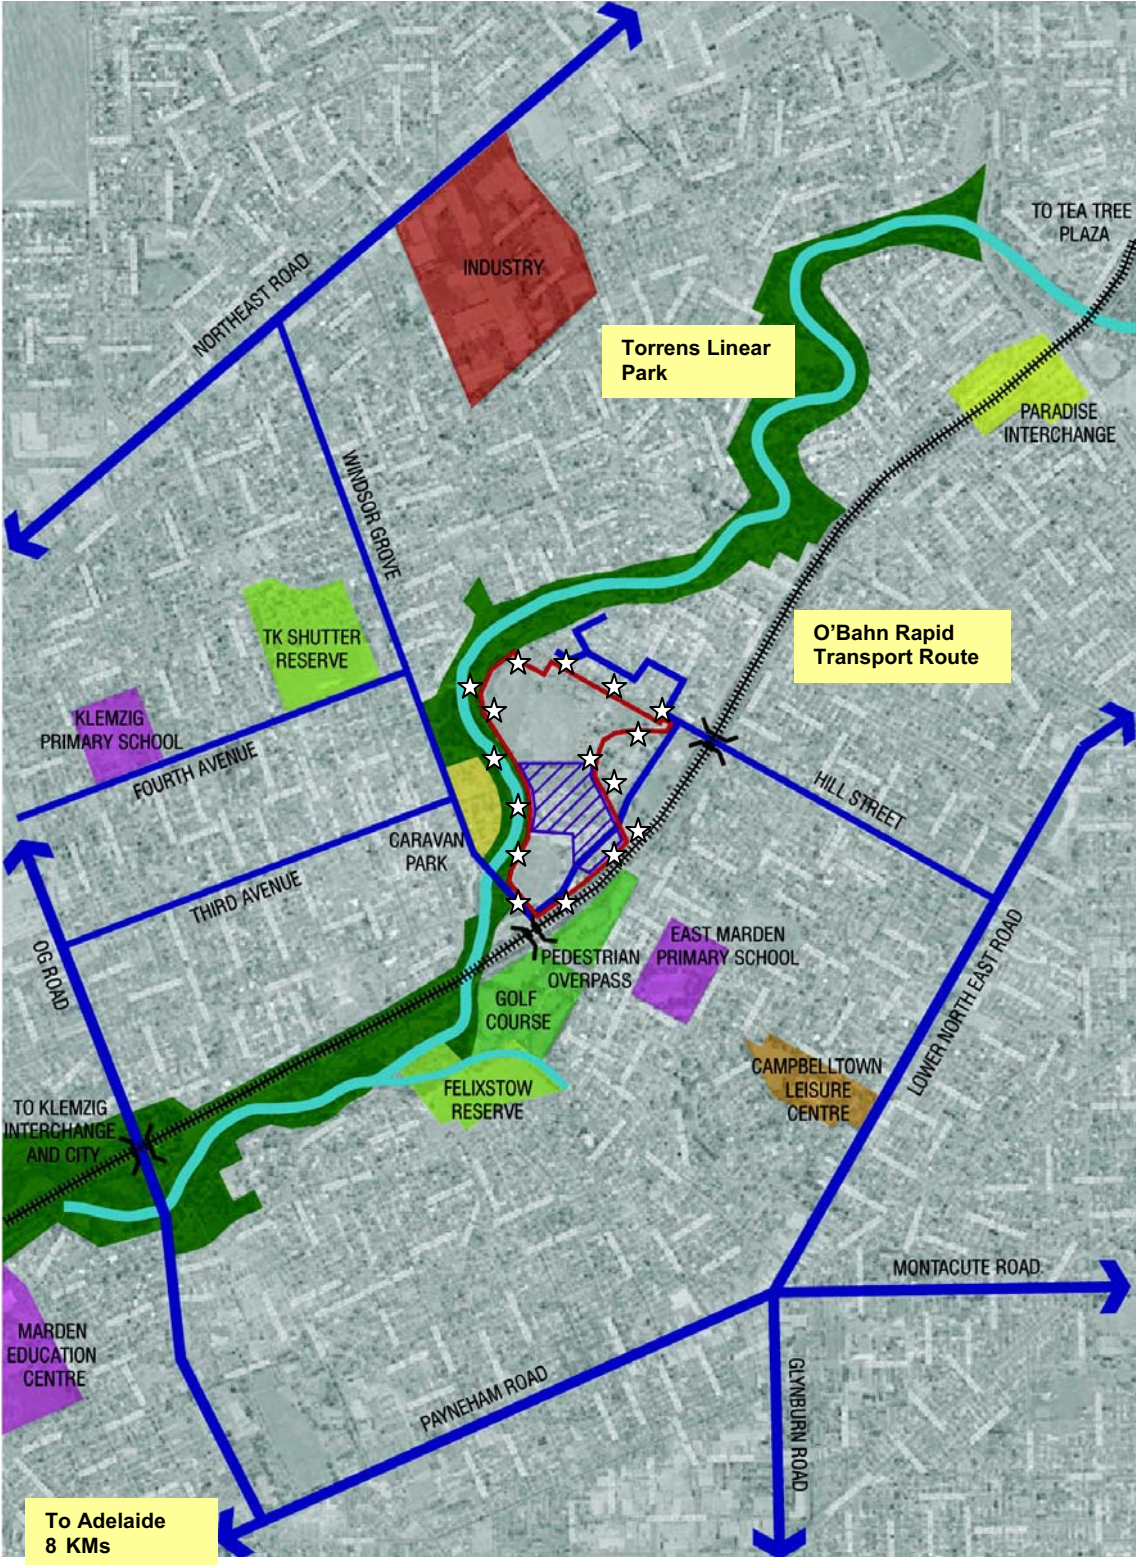 TO TEA TREE
PLAZA
INDUSTRY
NORTHEAST ROAD
Torrens Linear
Park
PARADISE
INTERCHANGE
WINDSOR GROVE
TK SHUTTER
RESERVE
O'Bahn Rapid
Transport Route
KLEMZIG
PRIMARY SCHOOL
FOURTH AVENUE
HILL STREET
CARAVAN
PARK
THIRD AVENUE
OG ROAD
EAST MARDEN
PRIMARY SCHOOL
PEDESTRIAN
OVERPASS
GOLF
COURSE
LOWER NORTH EAST ROAD
CAMPBELLTOWN
LEISURE
CENTRE
FELIXSTOW
RESERVE
TO KLEMZIG
INTERCHANGE
AND CITY
MONTACUTE ROAD
MARDEN
EDUCATION
CENTRE
PAYNEHAM ROAD
GLYNBURN ROAD
To Adelaide
8 KMs